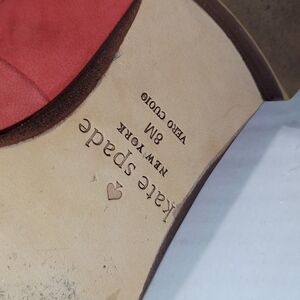 kate spade
NEW YORK
8M
VERO CUOIO